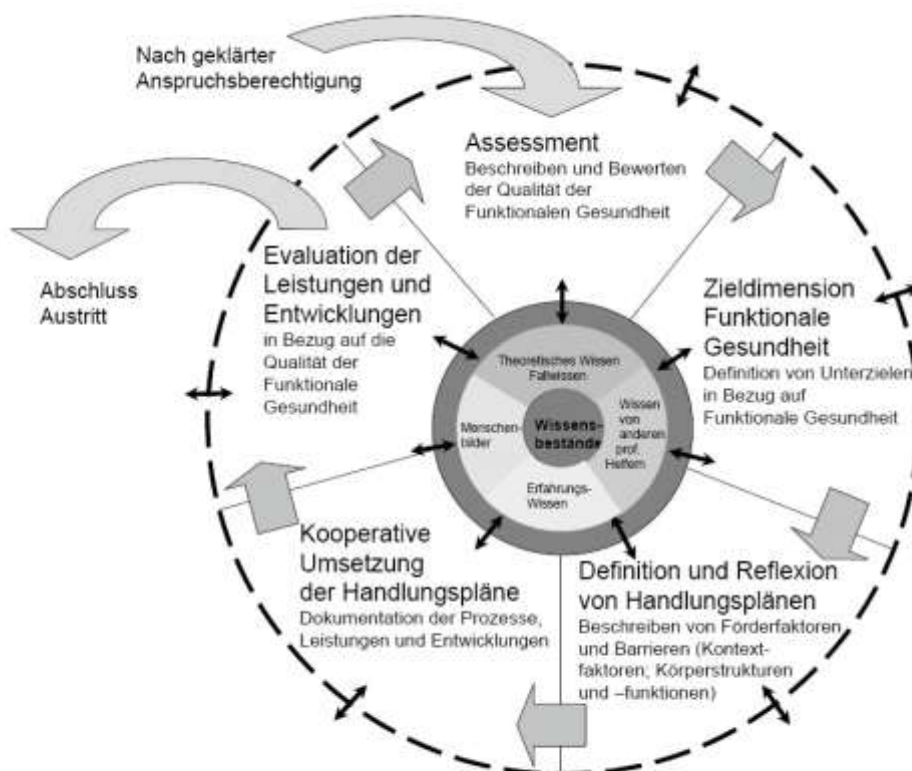 Nach geklärter
Anspruchsberechtigung
Assessment
Beschreiben und Bewerten
der Qualität der
Funktionalen Gesundheit
Abschluss
Austritt
Evaluation der
Leistungen und
Entwicklungen
in Bezug auf die
Qualität der
Funktionale
Gesundheit
Zieldimension
Funktionale
Gesundheit
Definition von Unterzielen
in Bezug auf
Funktionale Gesundheit
Theoretisches Wissen
Fallwissen
Menschen-
bilder
Wissens-
bestände
Wissen
von
anderen
prof.
Helfern
Erfahrungs-
Wissen
Kooperative
Umsetzung
der Handlungspläne
Dokumentation der Prozesse,
Leistungen und Entwicklungen
Definition und Reflexion
von Handlungsplänen
Beschreiben von Förderfaktoren
und Barrieren (Kontext-
faktoren; Körperstrukturen
und –funktionen)